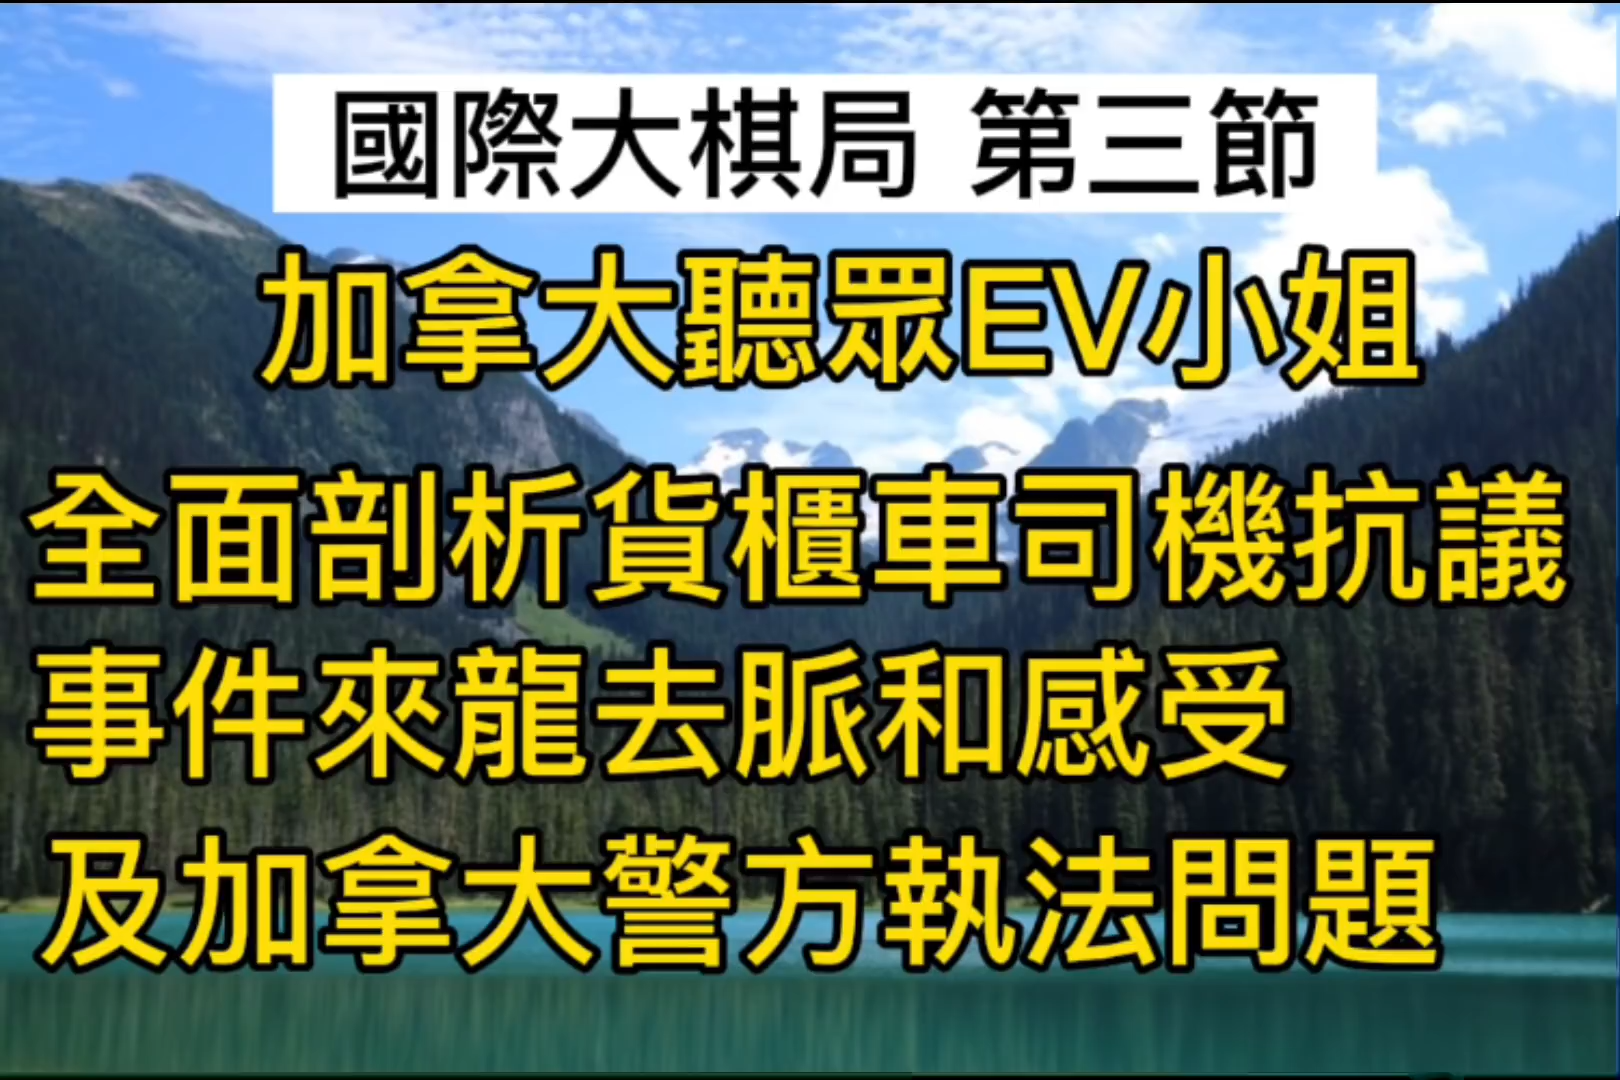 國際大棋局 第三節
加拿大聽眾EV小姐
全面剖析貨櫃車司機抗議
事件來龍去脈和感受
及加拿大警方執法問題